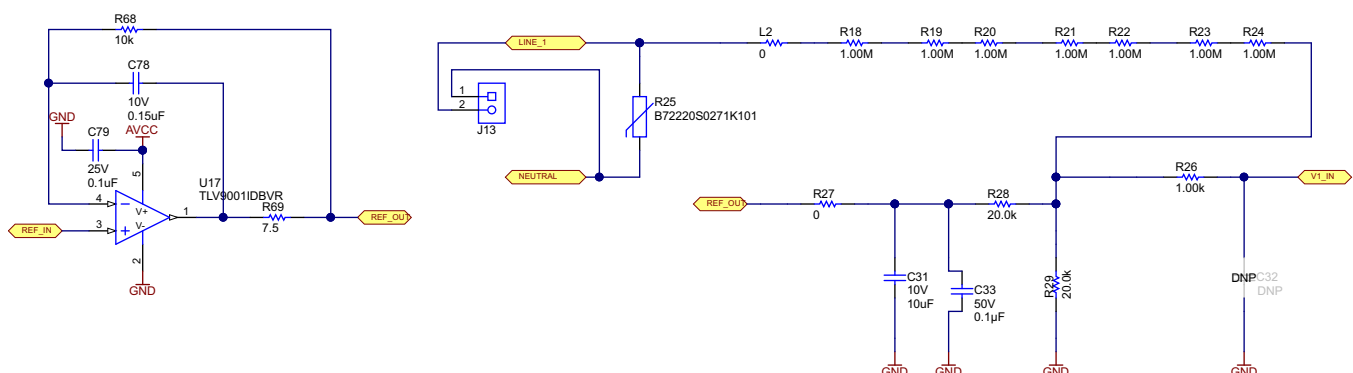 R68
10k
C78
10V
0.15uF
GND
C79
25V
0.1uF
AVCC
5
U17
TLV9001IDBVR
4
V+
V-
1
3
2
REF_IN
R69
7.5
REF_OUT
GND
LINE_1
1
2
J13
NEUTRAL
R25
B72220S0271K101
L2
0
R18
1.00M
R19
1.00M
R20
1.00M
R21
1.00M
R22
1.00M
R23
1.00M
R24
1.00M
R26
1.00k
V1_IN
REF_OUT
R27
0
R28
20.0k
C31
10V
10uF
C33
50V
0.1µF
R29
20.0k
DNP
C32
DNP
GND
GND
GND
GND